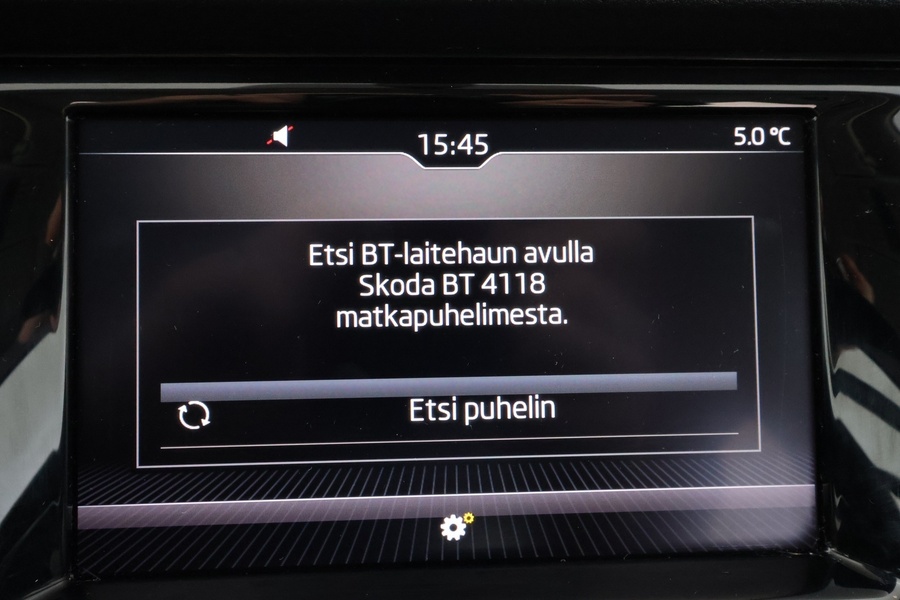 15:45
5.0 °C
Etsi BT-laitehaun avulla
Skoda BT 4118
matkapuhelimesta.
Etsi puhelin